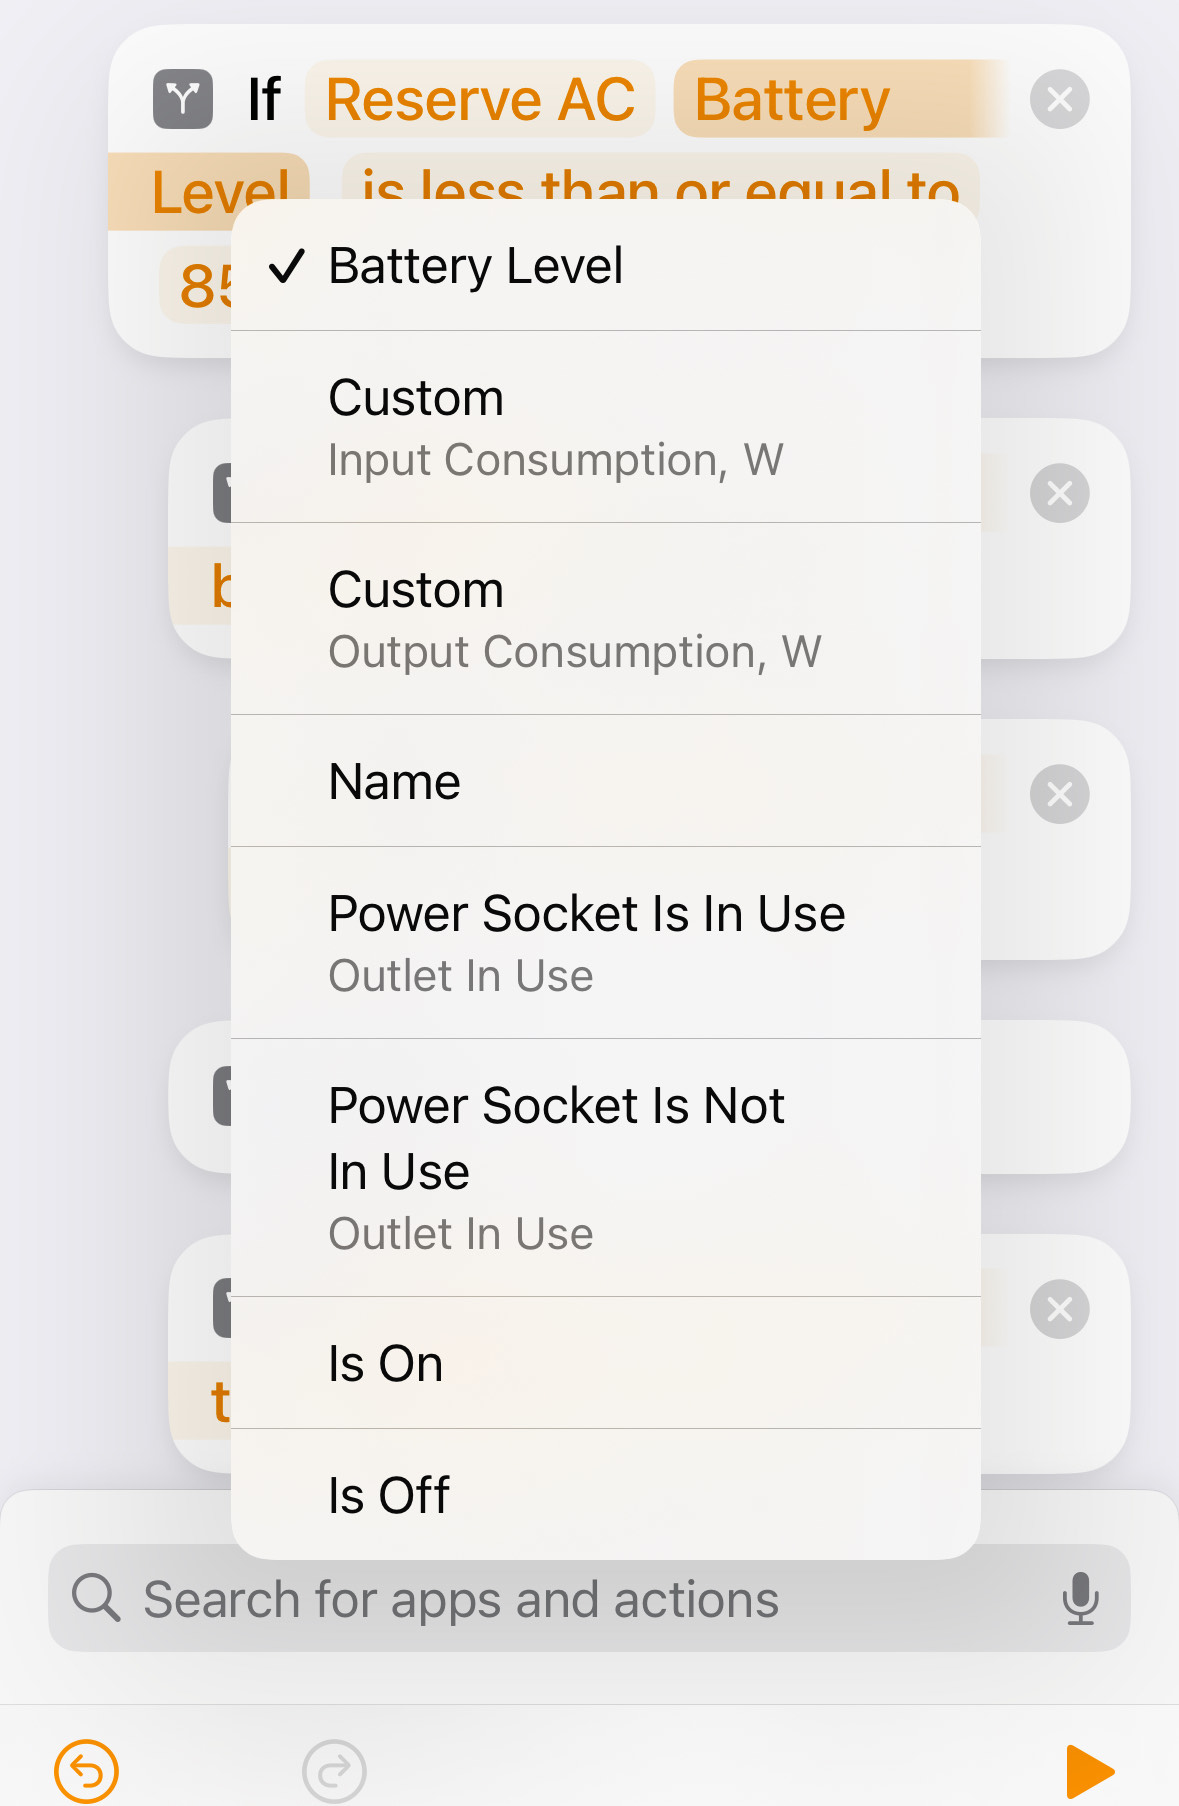 If Reserve AC Battery
Level is less than or equal to
Battery Level
Custom
Input Consumption, W
Custom
Output Consumption, W
Name
Power Socket Is In Use
Outlet In Use
Power Socket Is Not
In Use
Outlet In Use
Is On
Is Off
Search for apps and actions